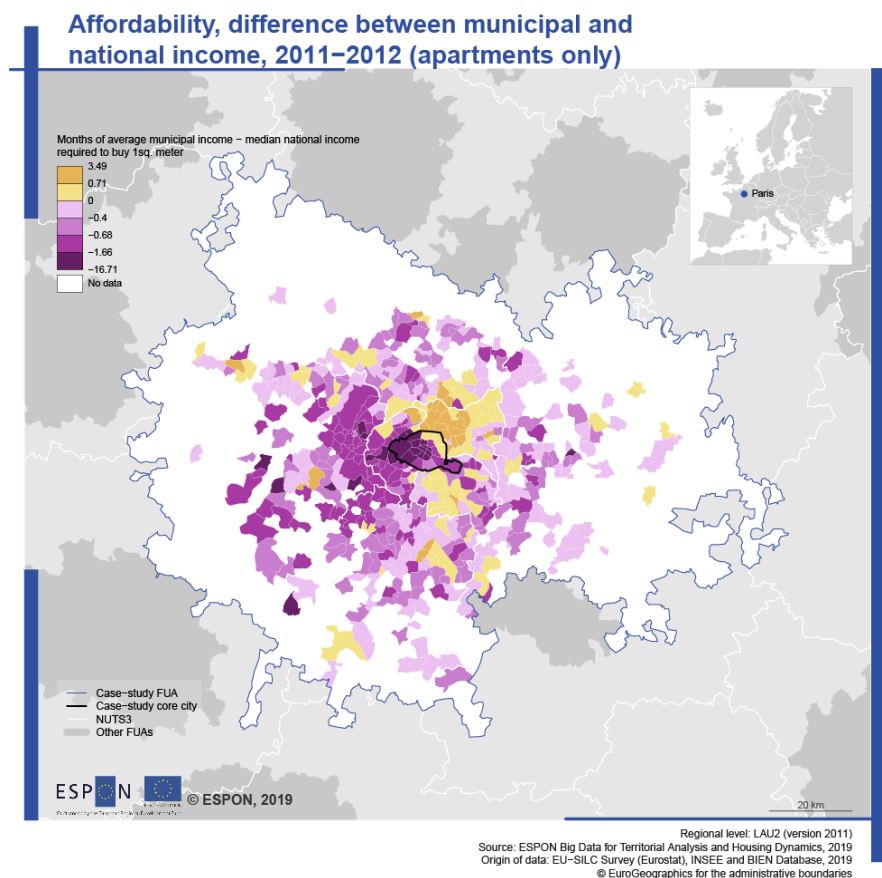 Affordability, difference between municipal and
national income, 2011−2012 (apartments only)
Months of average municipal income − median national income
required to buy 1sq. meter
3.49
0.71
0
−0.4
−0.68
−1.66
−16.71
No data
Paris
Case−study FUA
Case−study core city
NUTS3
Other FUAs
ESPON
© ESPON, 2019
20 km
Regional level: LAU2 (version 2011)
Source: ESPON Big Data for Territorial Analysis and Housing Dynamics, 2019
Origin of data: EU−SILC Survey (Eurostat), INSEE and BIEN Database, 2019
© EuroGeographics for the administrative boundaries